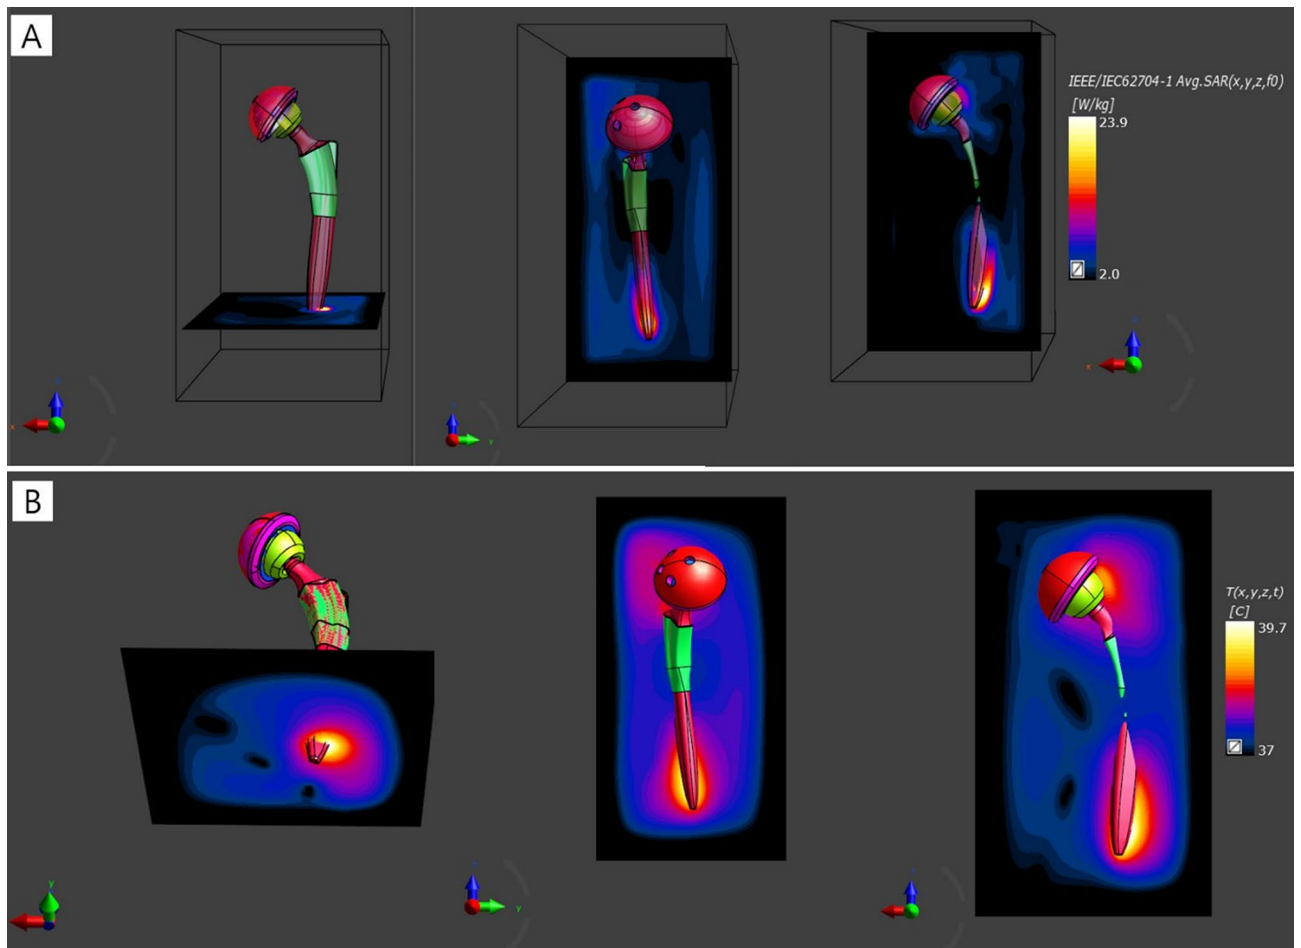 A
IEEE/IEC62704-1 Avg.SAR(x,y,z,f0)
[W/kg]
23.9
2.0
x
y
x
B
T(x,y,z,t)
[C]
39.7
37
y
y